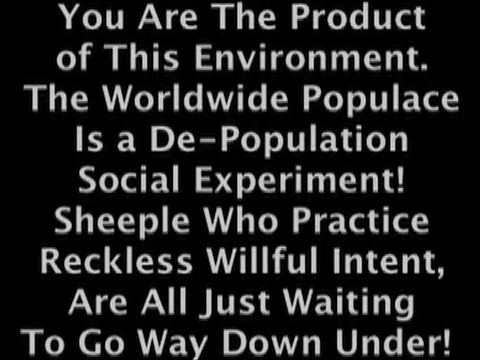 You Are The Product
of This Environment.
The Worldwide Populace
Is a De-Population
Social Experiment!
Sheeple Who Practice
Reckless Willful Intent,
Are All Just Waiting
To Go Way Down Under!